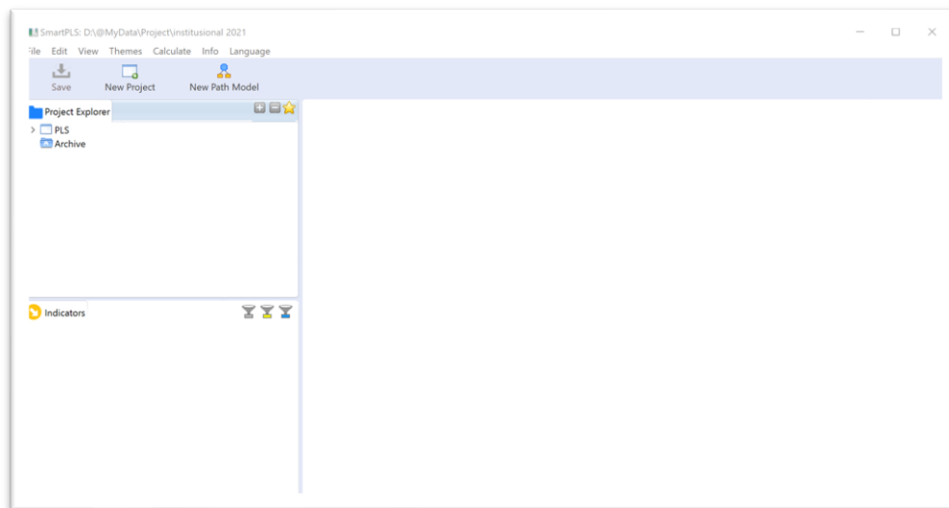 SmartPLS: D:\@MyData\Project\institusional 2021
File Edit View Themes Calculate Info Language
Save New Project New Path Model
Project Explorer
PLS
Archive
Indicators